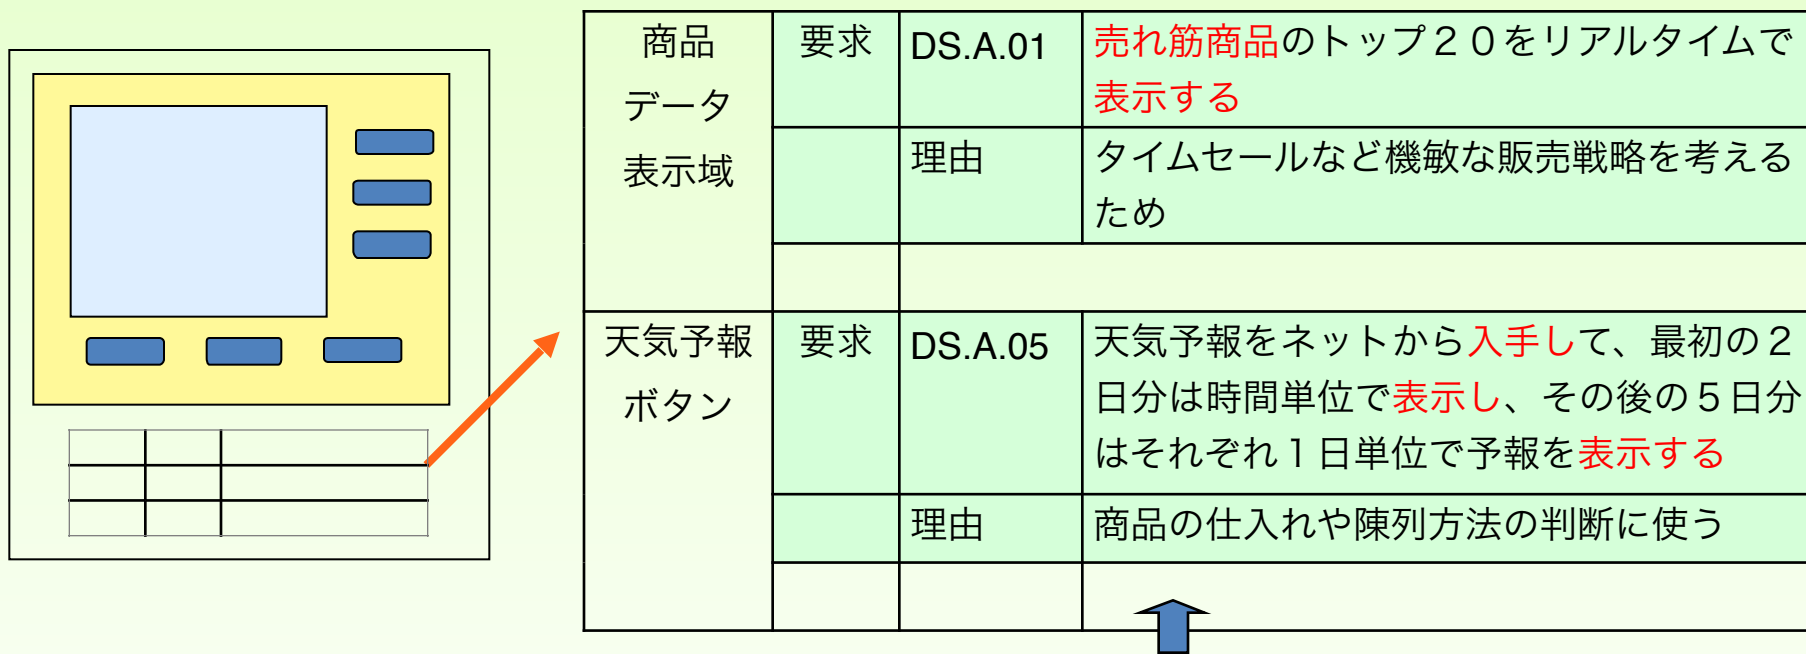 商品
データ
表示域
要求
DS.A.01
売れ筋商品のトップ２０をリアルタイムで
表示する
理由
タイムセールなど機敏な販売戦略を考える
ため
天気予報
ボタン
要求
DS.A.05
天気予報をネットから入手して、最初の２
日分は時間単位で表示し、その後の５日分
はそれぞれ１日単位で予報を表示する
理由
商品の仕入れや陳列方法の判断に使う